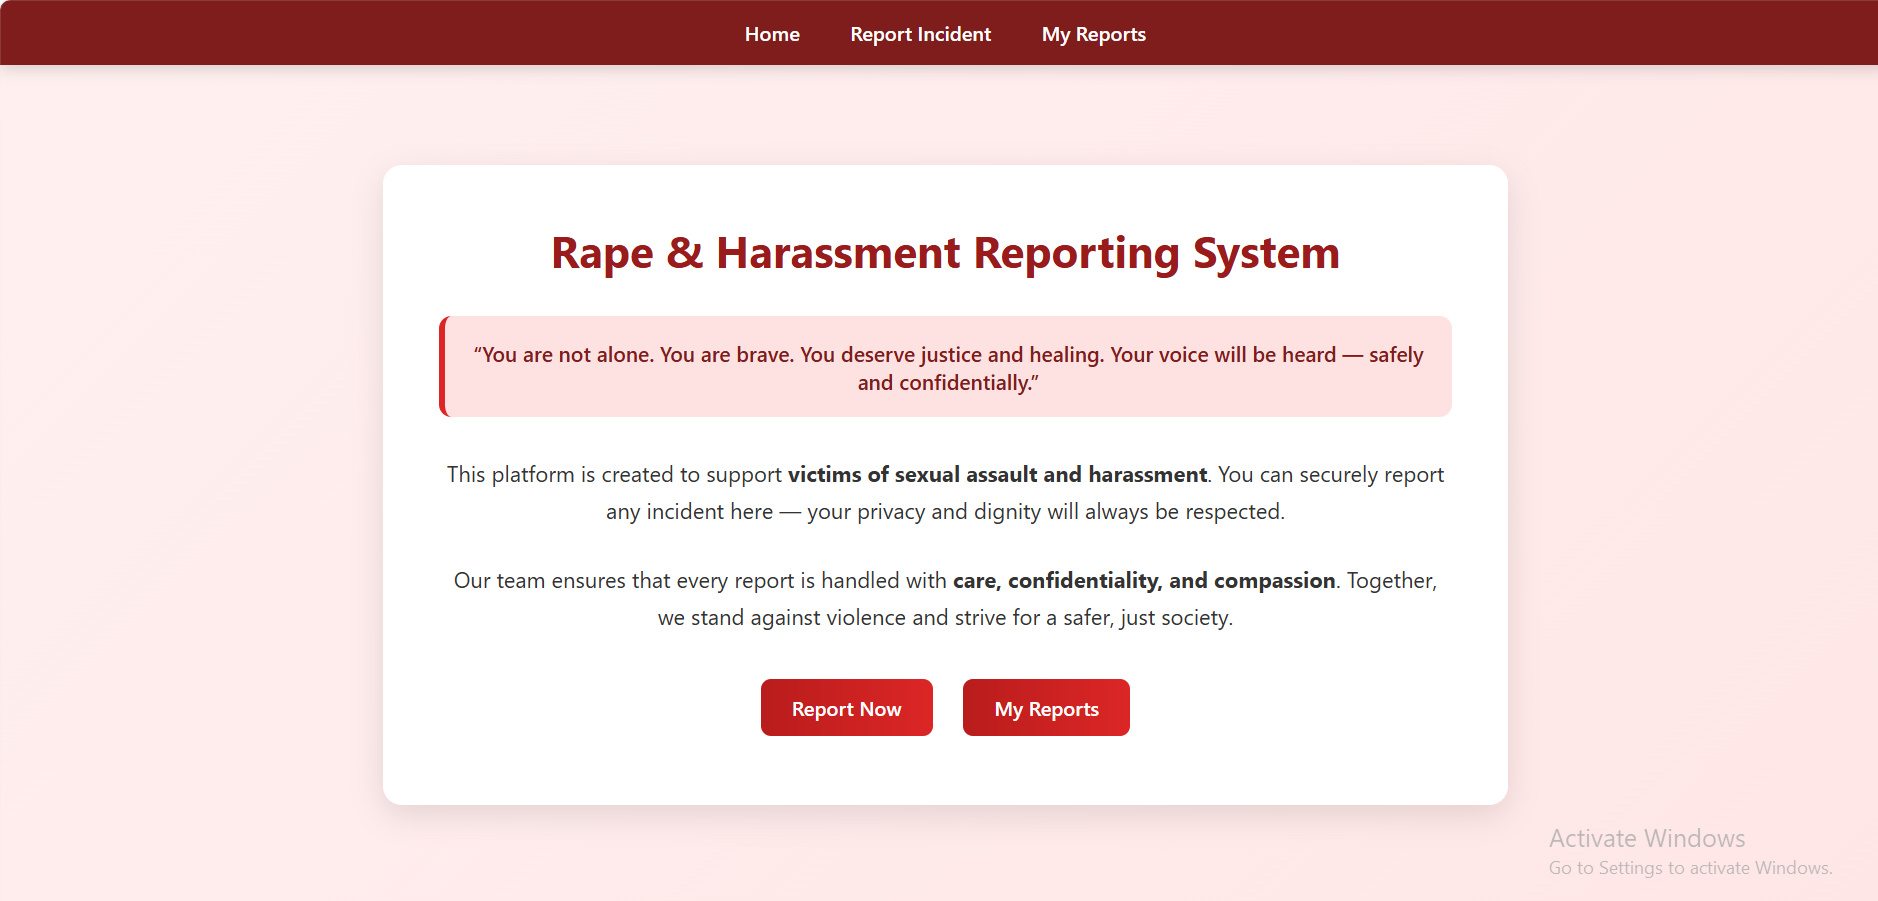 Home Report Incident My Reports
Rape & Harassment Reporting System
“You are not alone. You are brave. You deserve justice and healing. Your voice will be heard — safely
and confidentially.”
This platform is created to support victims of sexual assault and harassment. You can securely report
any incident here — your privacy and dignity will always be respected.
Our team ensures that every report is handled with care, confidentiality, and compassion. Together,
we stand against violence and strive for a safer, just society.
Report Now My Reports
Activate Windows
Go to Settings to activate Windows.